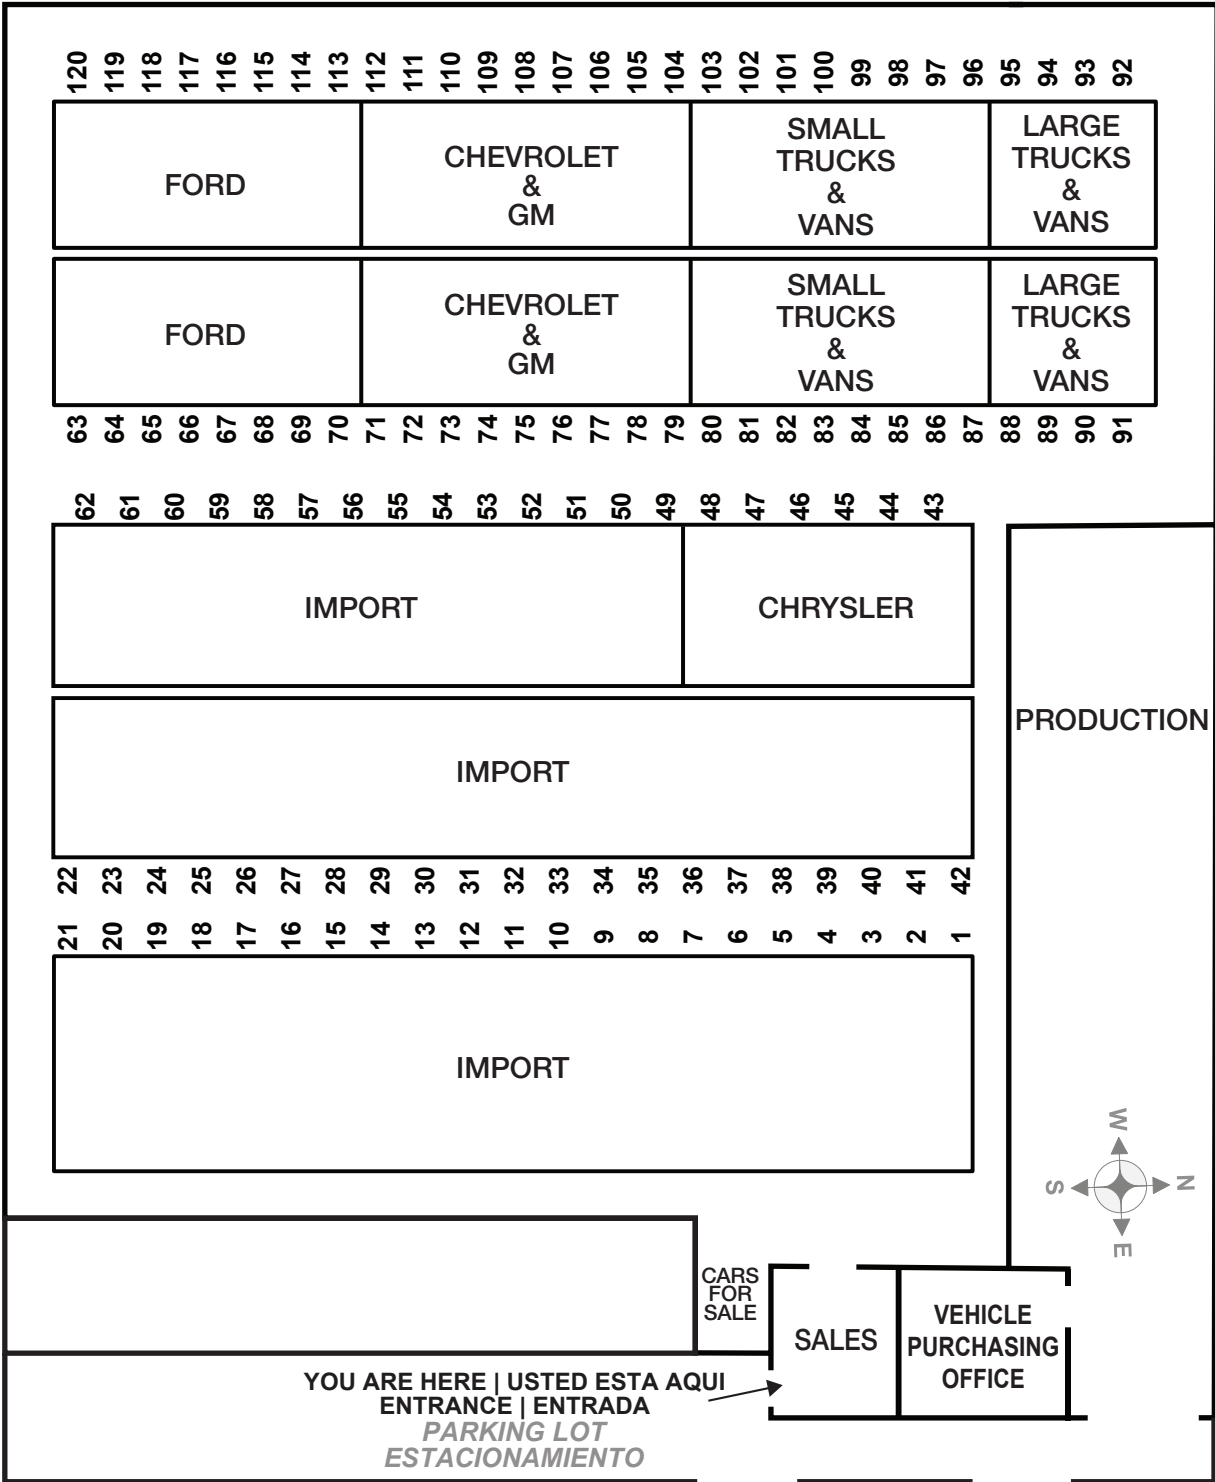 120 119 118 117 116 115 114 113 112 111 110 109 108 107 106 105 104 103 102 101 100 99 98 97 96 95 94 93 92
FORD
CHEVROLET
&
GM
SMALL
TRUCKS
&
VANS
LARGE
TRUCKS
&
VANS
FORD
CHEVROLET
&
GM
SMALL
TRUCKS
&
VANS
LARGE
TRUCKS
&
VANS
63 64 65 66 67 68 69 70 71 72 73 74 75 76 77 78 79 80 81 82 83 84 85 86 87 88 89 90 91
62 61 60 59 58 57 56 55 54 53 52 51 50 49 48 47 46 45 44 43
IMPORT
CHRYSLER
PRODUCTION
IMPORT
22 23 24 25 26 27 28 29 30 31 32 33 34 35 36 37 38 39 40 41 42
21 20 19 18 17 16 15 14 13 12 11 10 9 8 7 6 5 4 3 2 1
IMPORT
W
S
N
E
CARS
FOR
SALE
SALES
VEHICLE
PURCHASING
OFFICE
YOU ARE HERE | USTED ESTA AQUI
ENTRANCE | ENTRADA
PARKING LOT
ESTACIONAMIENTO